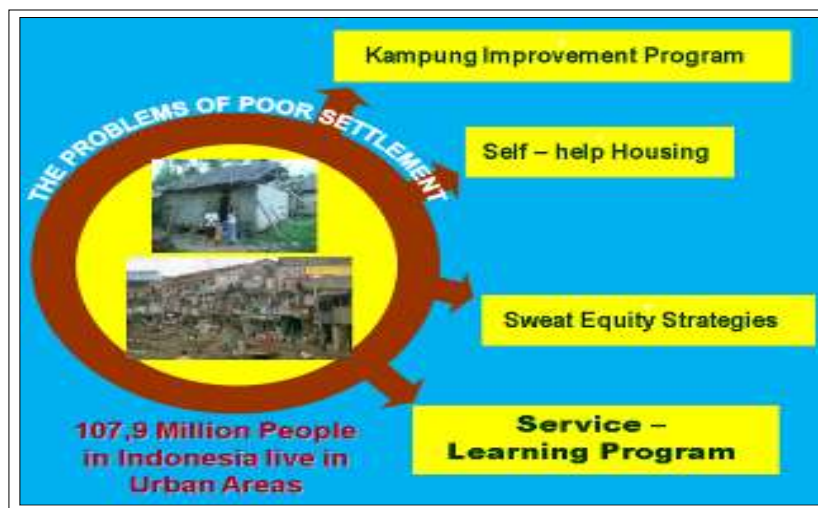 Kampung Improvement Program
THE PROBLEMS OF POOR SETTLEMENT
Self – help Housing
Sweat Equity Strategies
Service –
Learning Program
107,9 Million People
in Indonesia live in
Urban Areas